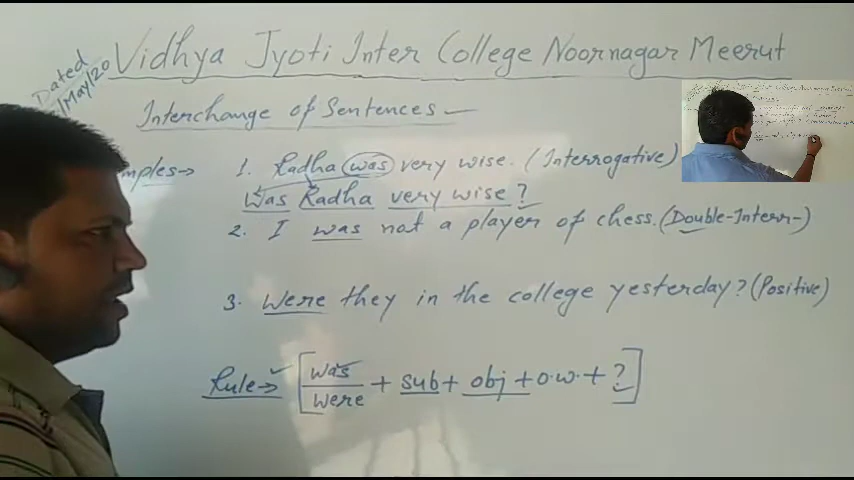 Vidhya Jyoti Inter College Noornagar Meerut
Dated
/May/20
Interchange of Sentences
mples→ 1. Radha was very wise. (Interrogative)
Was Radha very wise?
2. I was not a player of chess. (Double-Interr-)
3. Were they in the college yesterday? (Positive)
Rule→ [was/were + sub + obj + o.w. + ?]